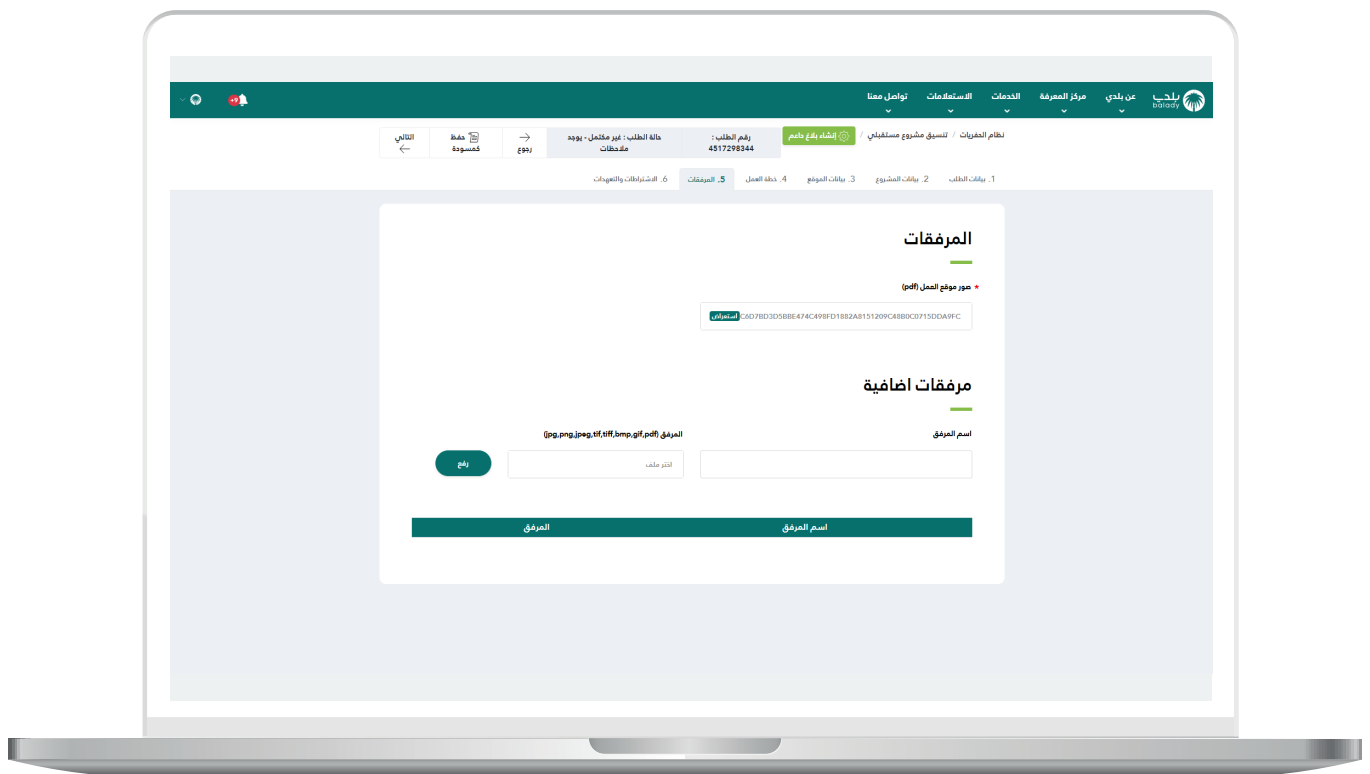 بلدي
balady
عن بلدي
مركز المعرفة
الخدمات
الاستعلامات
تواصل معنا
+9
نظام الحفريات / تنسيق مشروع مستقبلي /
إنشاء بلاغ داعم
رقم الطلب :
4517298344
حالة الطلب : غير مكتمل - يوجد
ملاحظات
رجوع
حفظ
كمسودة
التالي
1. بيانات الطلب
2. بيانات المشروع
3. بيانات الموقع
4. خطة العمل
5. المرفقات
6. الاشتراطات والتعهدات
المرفقات
* صور موقع العمل (pdf)
C6D7BD3D5BBE474C498FD1882A8151209C48B0C0715DDA9FC
استعراض
مرفقات اضافية
اسم المرفق
المرفق (jpg,png,jpeg,tif,tiff,bmp,gif,pdf)
اختر ملف
رفع
اسم المرفق
المرفق